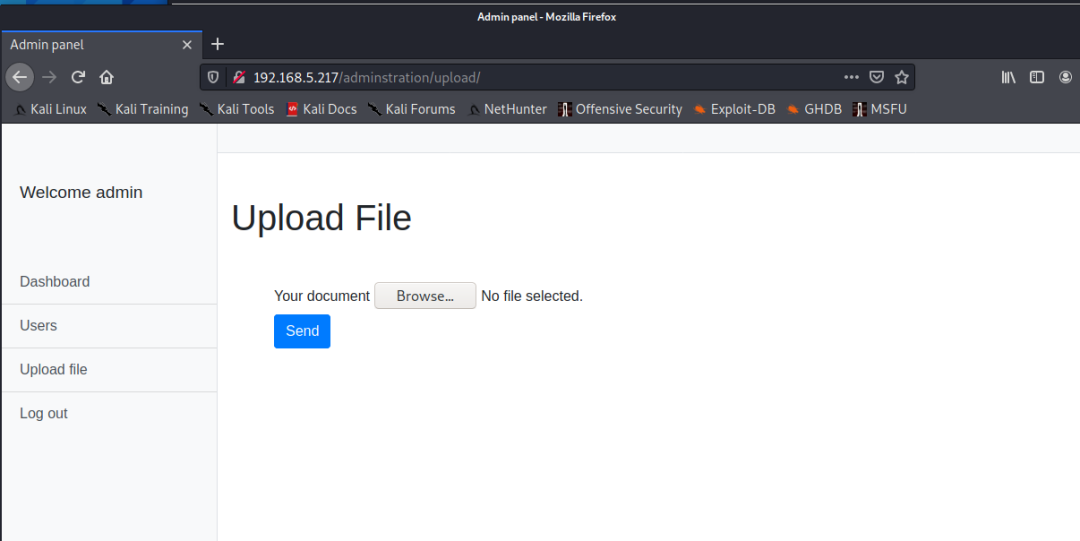 Admin panel - Mozilla Firefox
Admin panel
192.168.5.217/adminstration/upload/
Kali Linux Kali Training Kali Tools Kali Docs Kali Forums NetHunter Offensive Security Exploit-DB GHDB MSFU
Welcome admin
Dashboard
Users
Upload file
Log out
Upload File
Your document Browse... No file selected.
Send